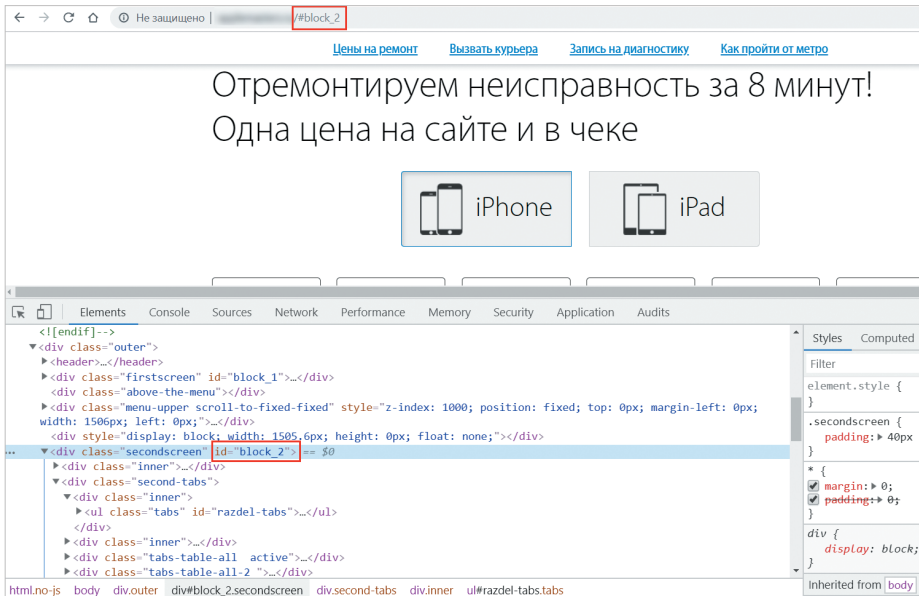 Не защищено | /#block_2
Цены на ремонт Вызвать курьера Запись на диагностику Как пройти от метро
Отремонтируем неисправность за 8 минут!
Одна цена на сайте и в чеке
iPhone iPad
Elements Console Sources Network Performance Memory Security Application Audits
<![endif]-->
▼<div class="outer">
▶<header>…</header>
▶<div class="firstscreen" id="block_1">…</div>
<div class="above-the-menu"></div>
▶<div class="menu-upper scroll-to-fixed-fixed" style="z-index: 1000; position: fixed; top: 0px; margin-left: 0px;
width: 1506px; left: 0px;">…</div>
<div style="display: block; width: 1505.6px; height: 0px; float: none;"></div>
… ▼<div class="secondscreen" id="block_2"> == $0
▶<div class="inner">…</div>
▼<div class="second-tabs">
▼<div class="inner">
▶<ul class="tabs" id="razdel-tabs">…</ul>
</div>
▶<div class="inner">…</div>
▶<div class="tabs-table-all  active">…</div>
▶<div class="tabs-table-all-2 ">…</div>
html.no-js body div.outer div#block_2.secondscreen div.second-tabs div.inner ul#razdel-tabs.tabs
Styles Computed
Filter
element.style {
}
.secondscreen {
padding:▶ 40px
}
* {
margin:▶ 0;
padding:▶ 0;
}
div {
display: block;
}
Inherited from body